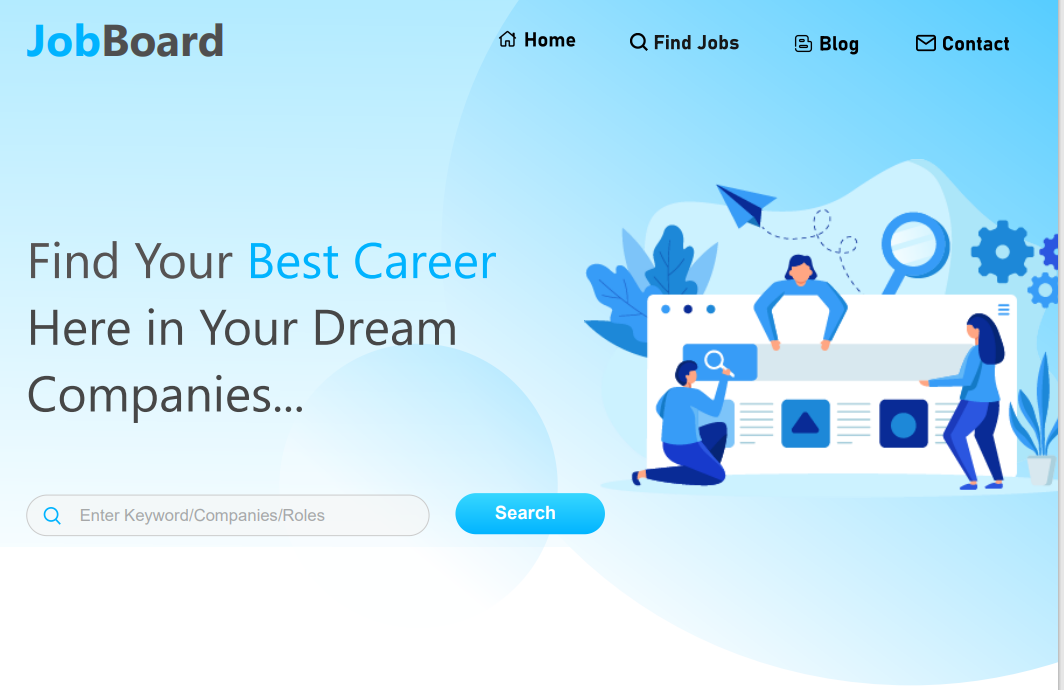 JobBoard
Home Find Jobs Blog Contact
Find Your Best Career
Here in Your Dream
Companies...
Enter Keyword/Companies/Roles
Search